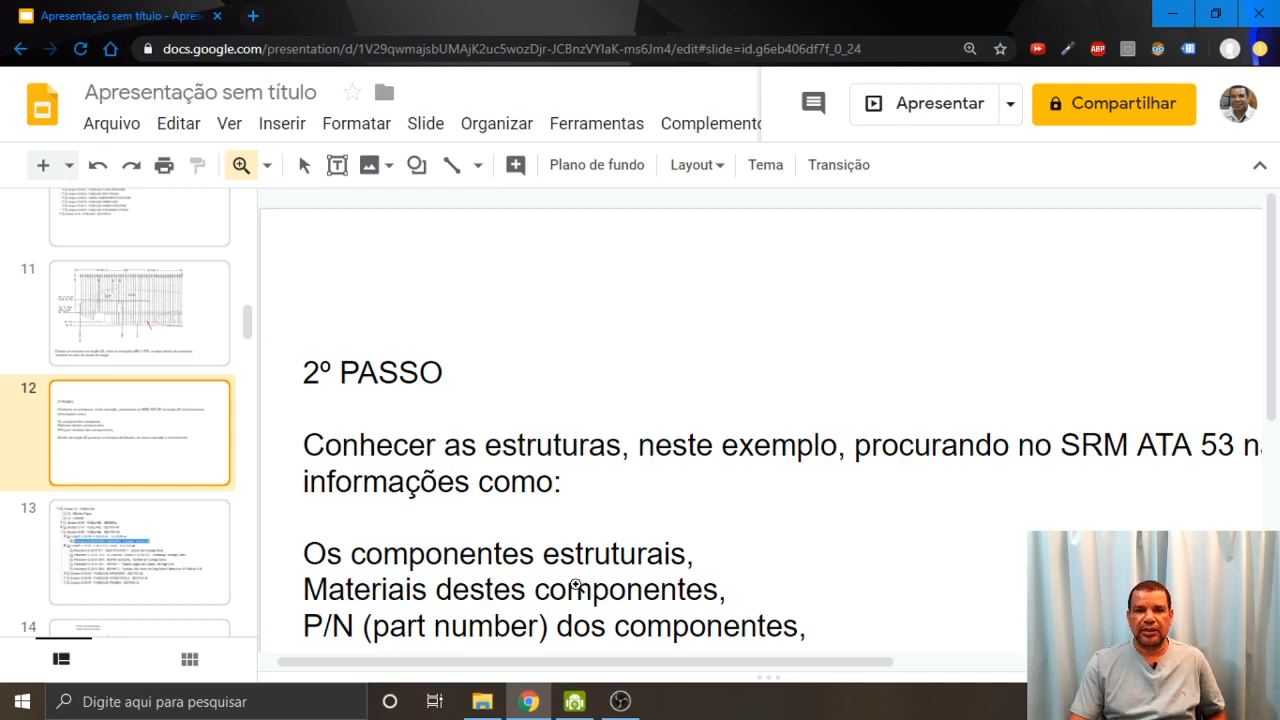 Apresentação sem título - Apres
docs.google.com/presentation/d/1V29qwmajsbUMAjK2uc5wozDjr-JCBnzVYIaK-ms6Jm4/edit#slide=id.g6eb406df7f_0_24
ABP
Apresentação sem título
Apresentar
Compartilhar
Arquivo Editar Ver Inserir Formatar Slide Organizar Ferramentas Complemento
Plano de fundo Layout Tema Transição
11
12
13
14
2º PASSO
Conhecer as estruturas, neste exemplo, procurando no SRM ATA 53 na
informações como:
Os componentes estruturais,
Materiais destes componentes,
P/N (part number) dos componentes,
Digite aqui para pesquisar